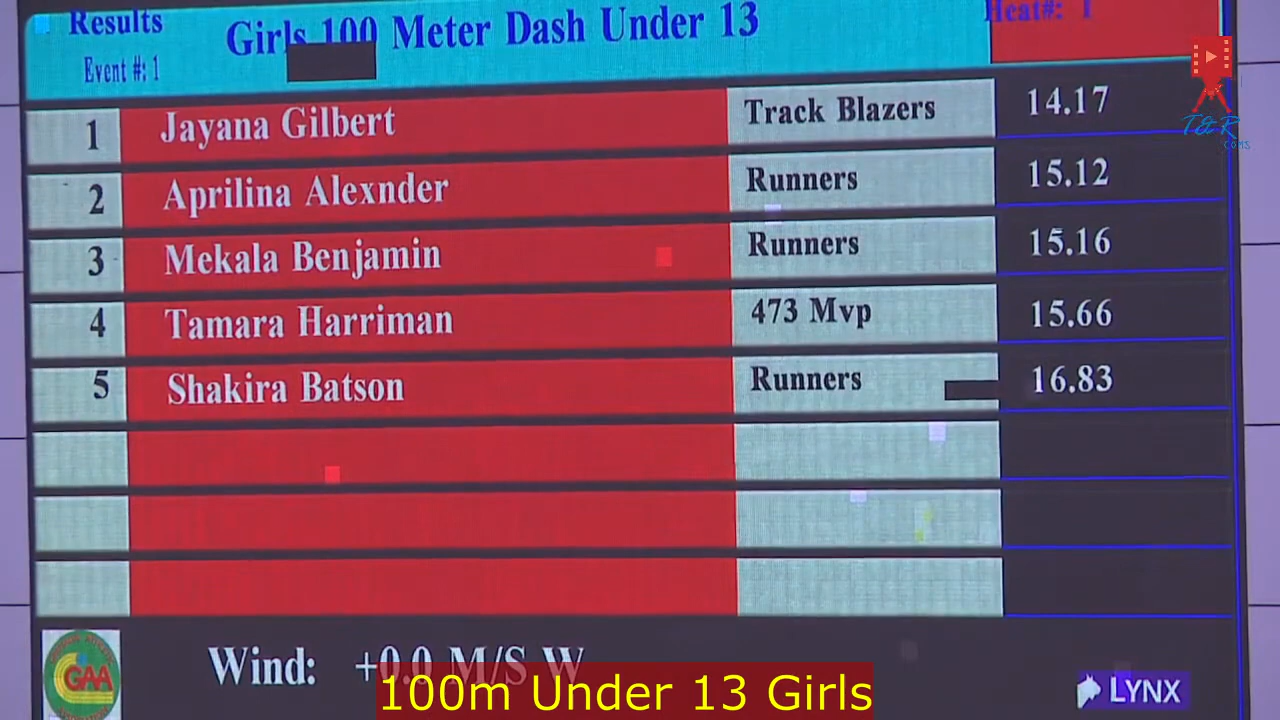 Results
Girls 100 Meter Dash Under 13
Heat#: 1
Event #: 1
1 Jayana Gilbert Track Blazers 14.17
2 Aprilina Alexnder Runners 15.12
3 Mekala Benjamin Runners 15.16
4 Tamara Harriman 473 Mvp 15.66
5 Shakira Batson Runners 16.83
Wind: +0.0 M/S W
GAA
LYNX
T&R
COMS
100m Under 13 Girls